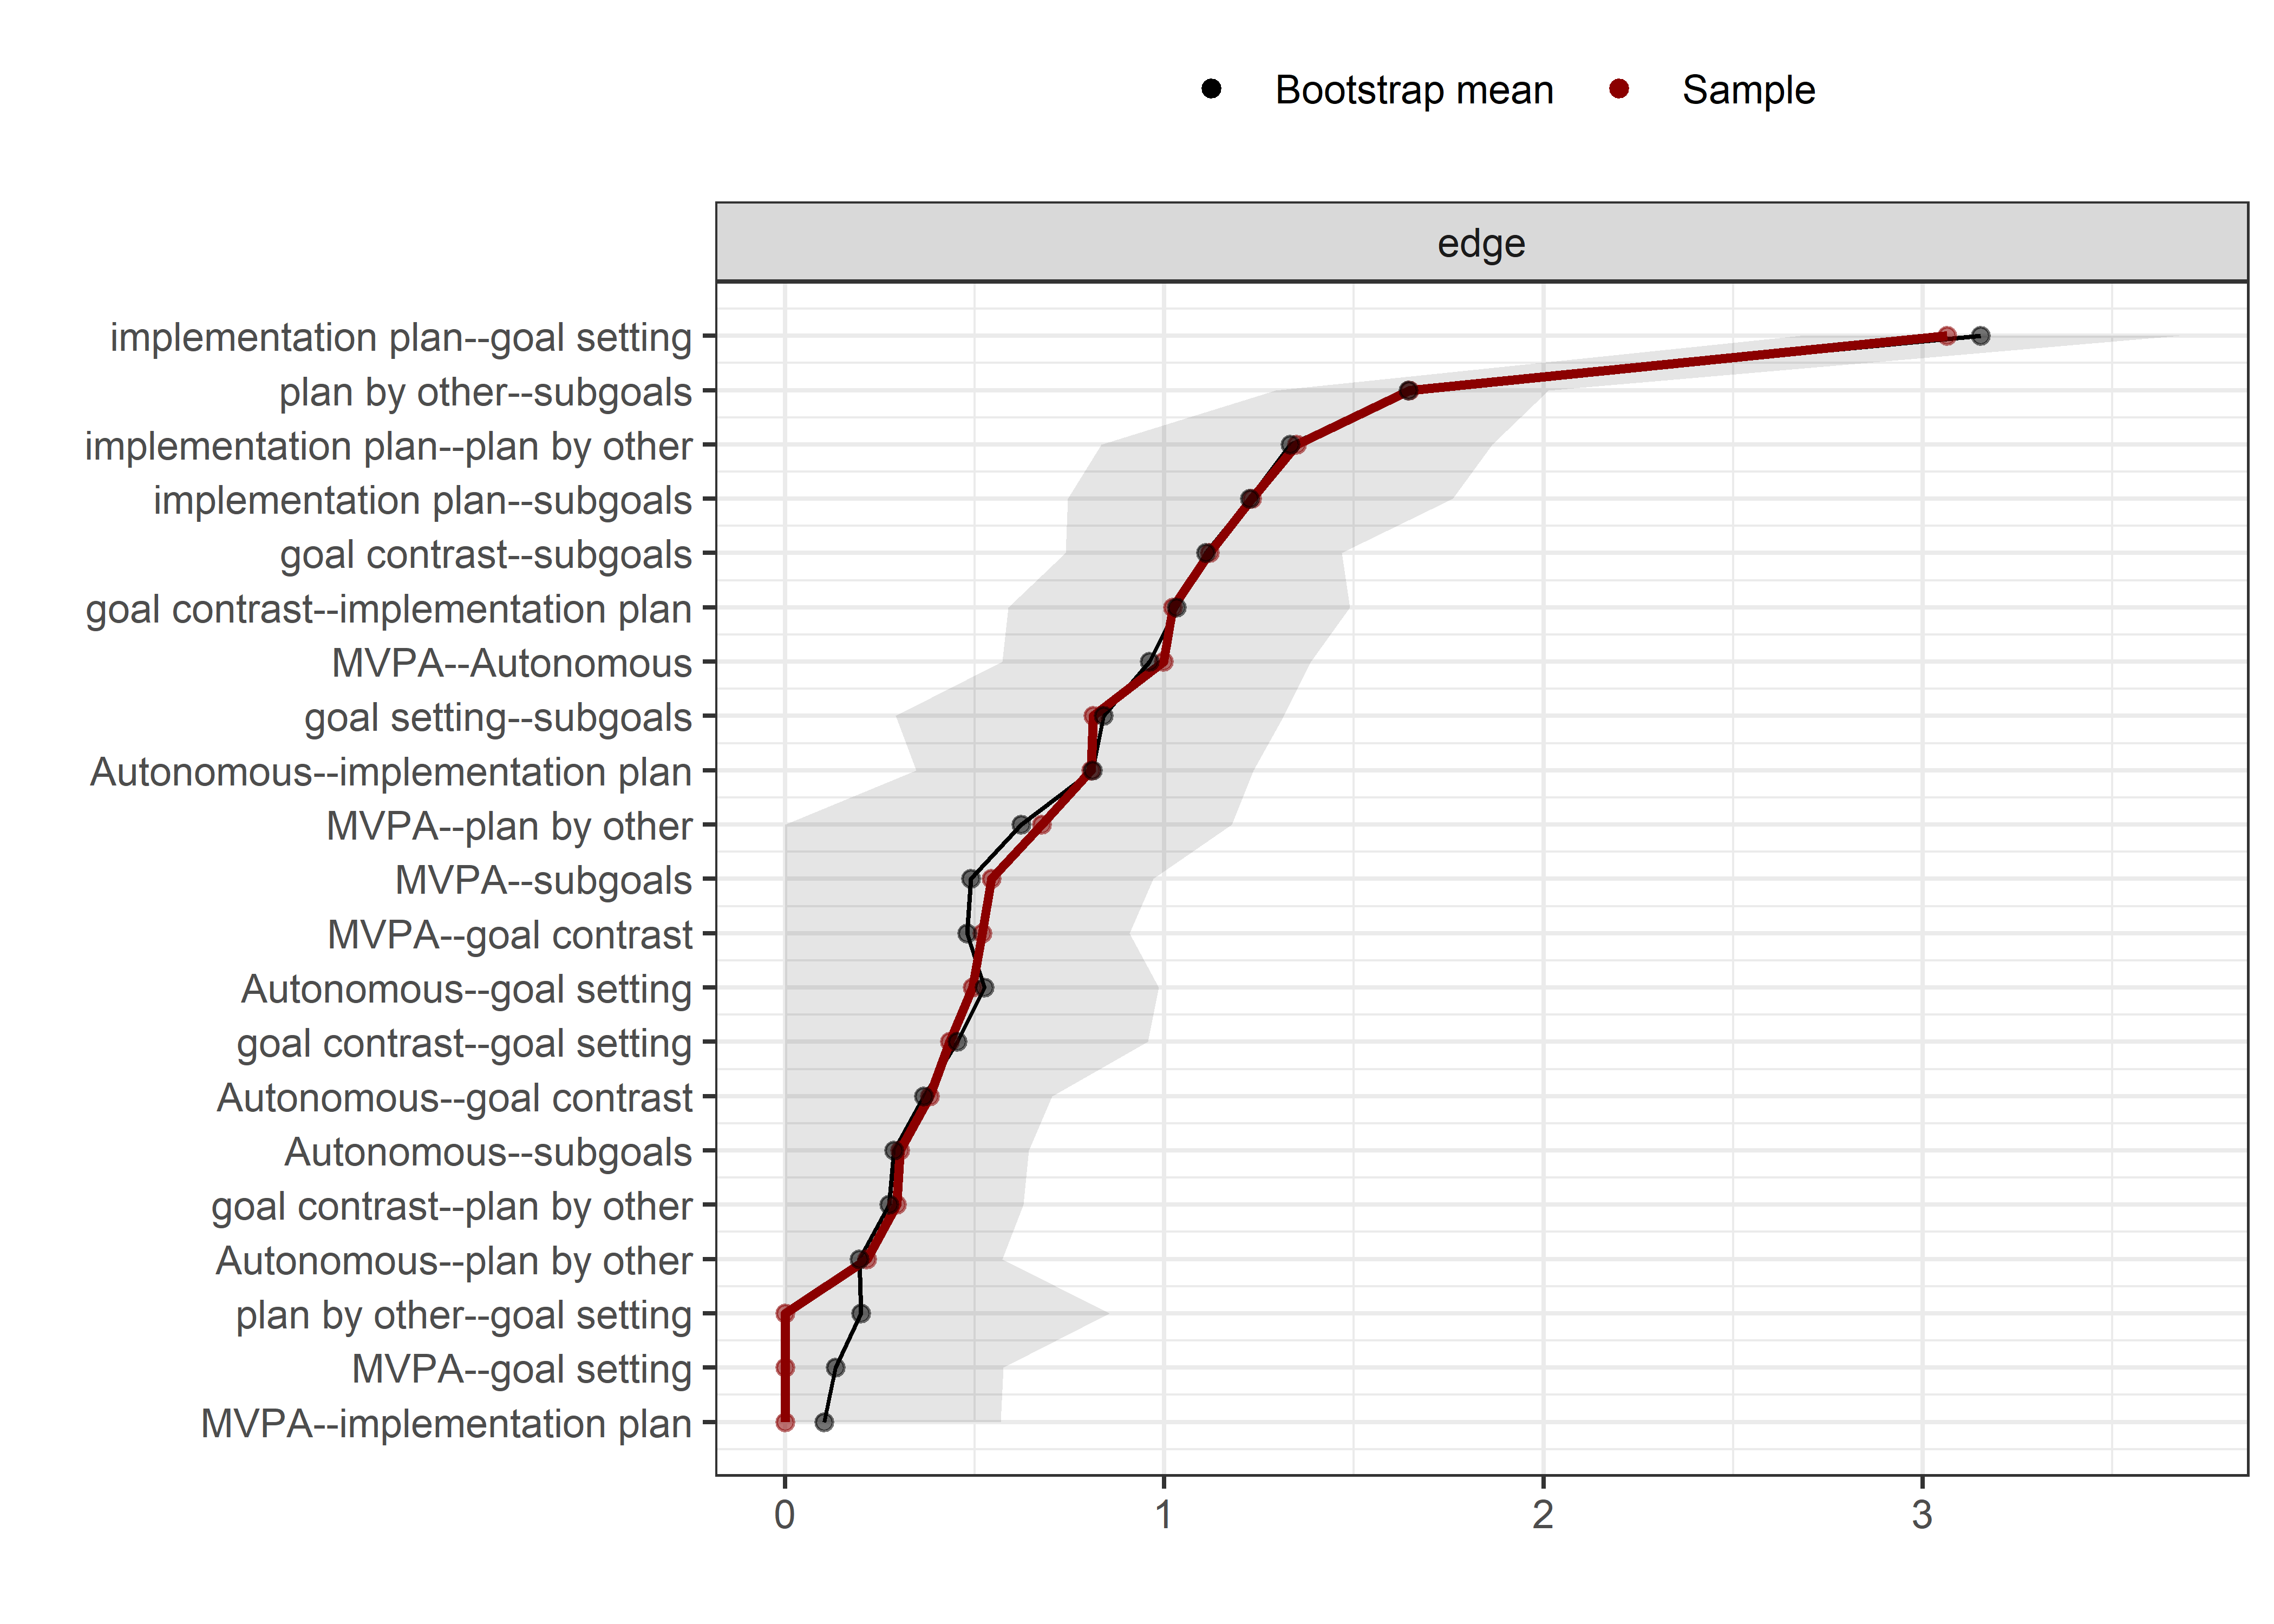 Bootstrap mean Sample
edge
implementation plan--goal setting
plan by other--subgoals
implementation plan--plan by other
implementation plan--subgoals
goal contrast--subgoals
goal contrast--implementation plan
MVPA--Autonomous
goal setting--subgoals
Autonomous--implementation plan
MVPA--plan by other
MVPA--subgoals
MVPA--goal contrast
Autonomous--goal setting
goal contrast--goal setting
Autonomous--goal contrast
Autonomous--subgoals
goal contrast--plan by other
Autonomous--plan by other
plan by other--goal setting
MVPA--goal setting
MVPA--implementation plan
0 1 2 3